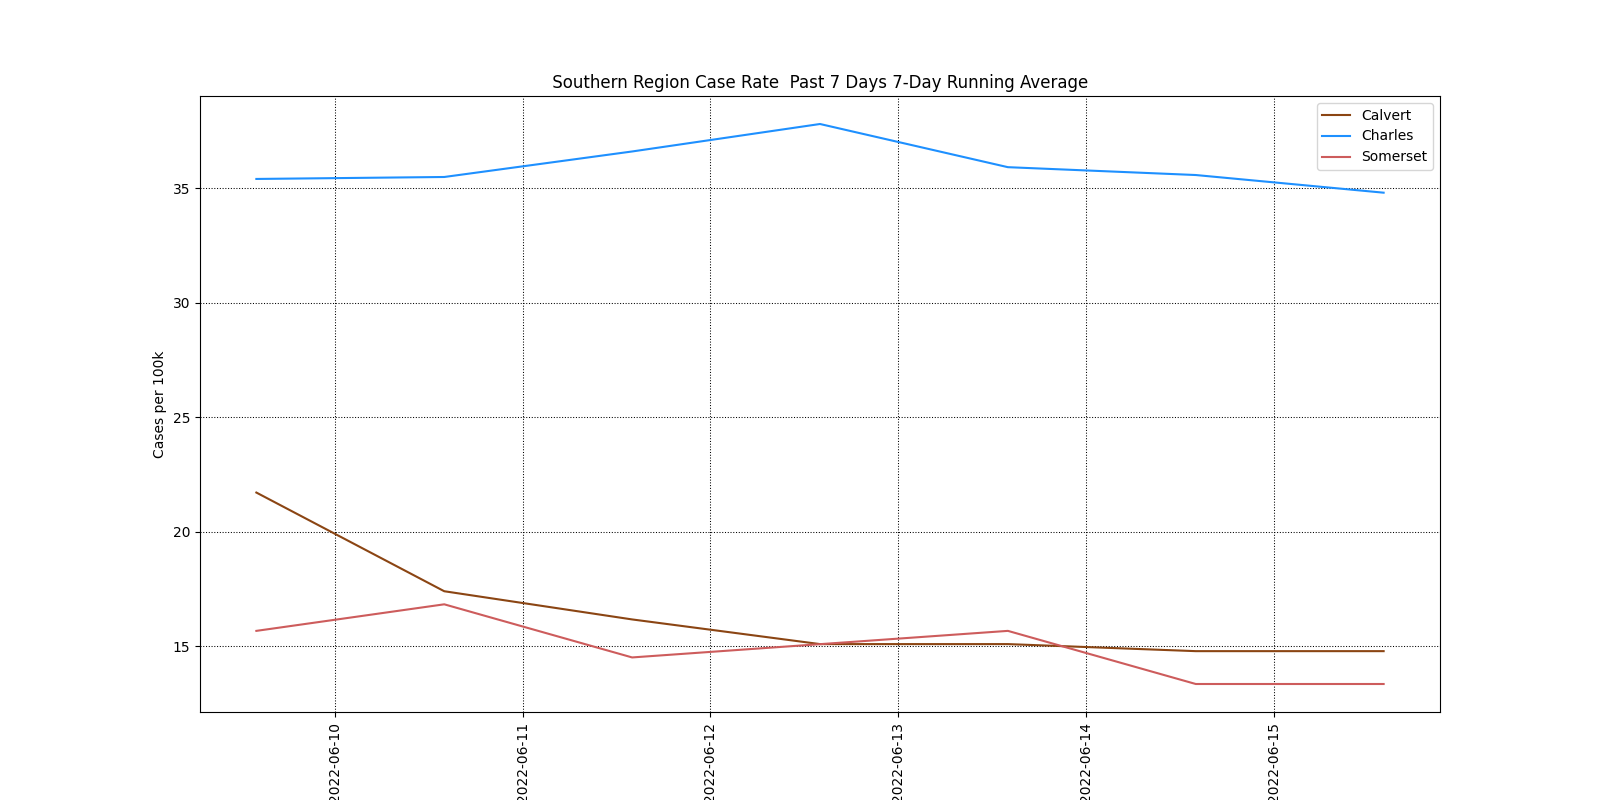 Southern Region Case Rate  Past 7 Days 7-Day Running Average
Calvert
Charles
Somerset
Cases per 100k
35
30
25
20
15
2022-06-10
2022-06-11
2022-06-12
2022-06-13
2022-06-14
2022-06-15